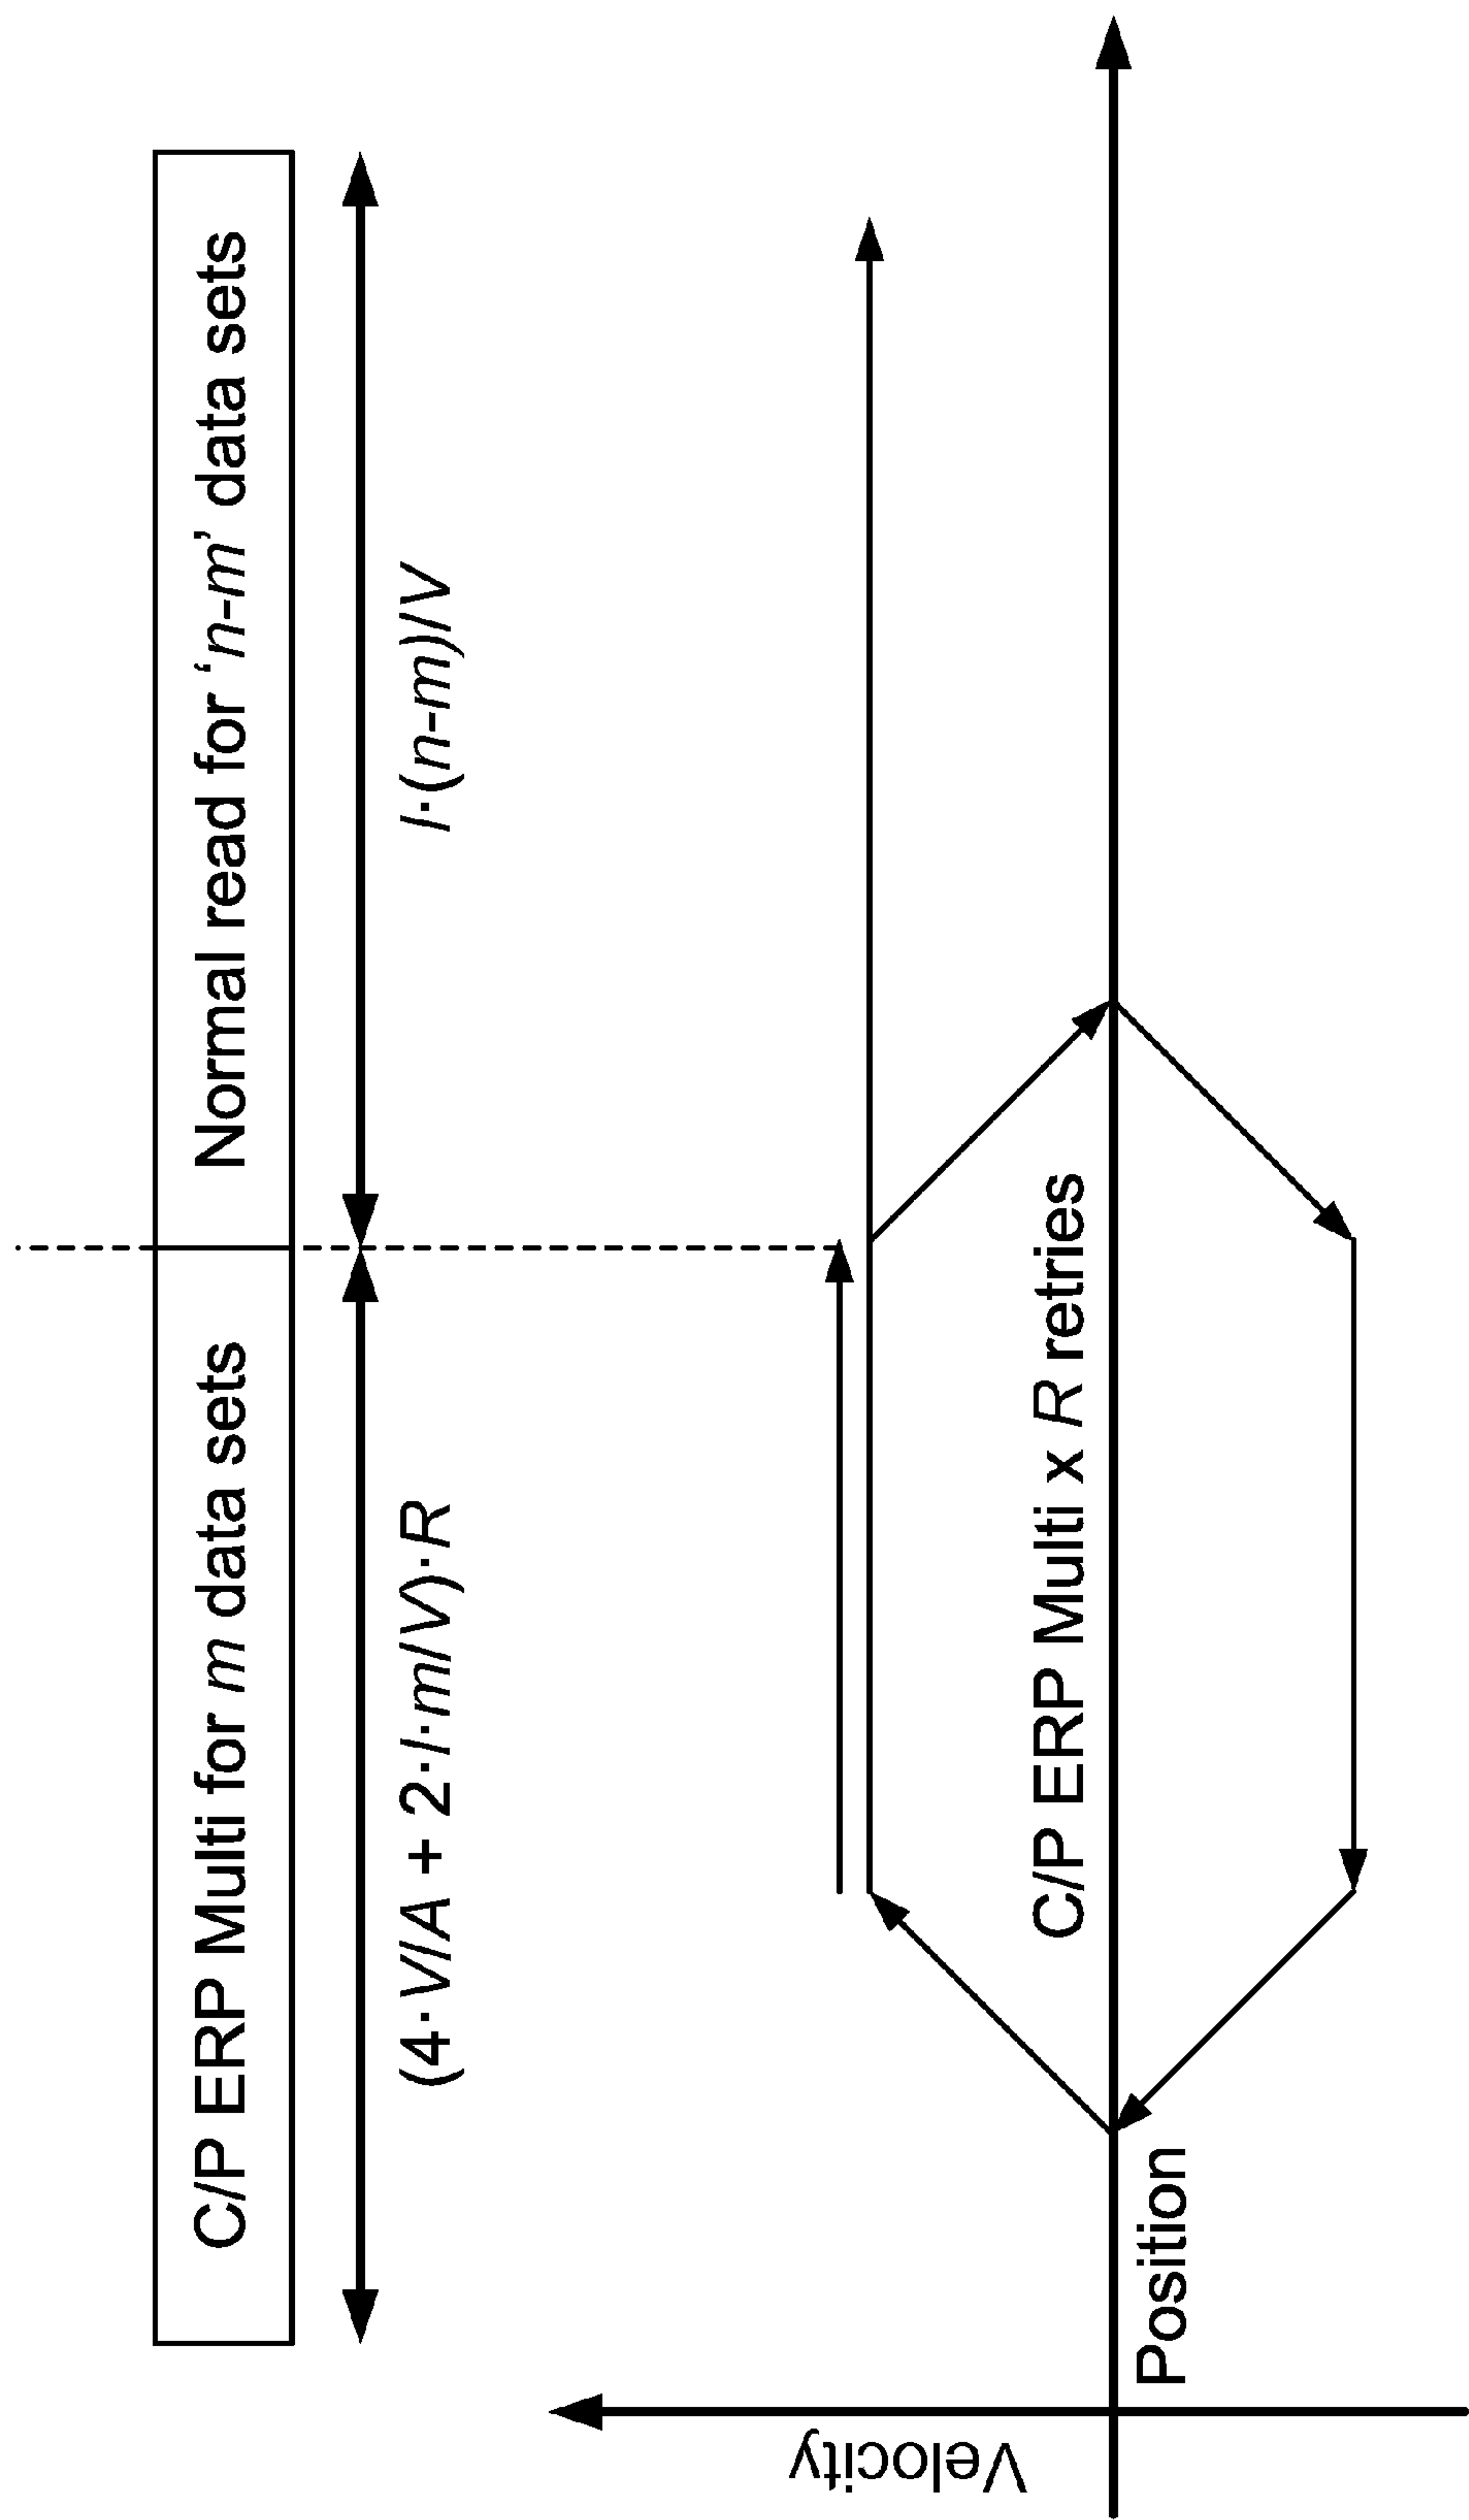 C/P ERP Multi for m data sets
Normal read for ‘n-m’ data sets
(4·V/A + 2·l·m/V)·R
l·(n-m)/V
Velocity
C/P ERP Multi x R retries
Position